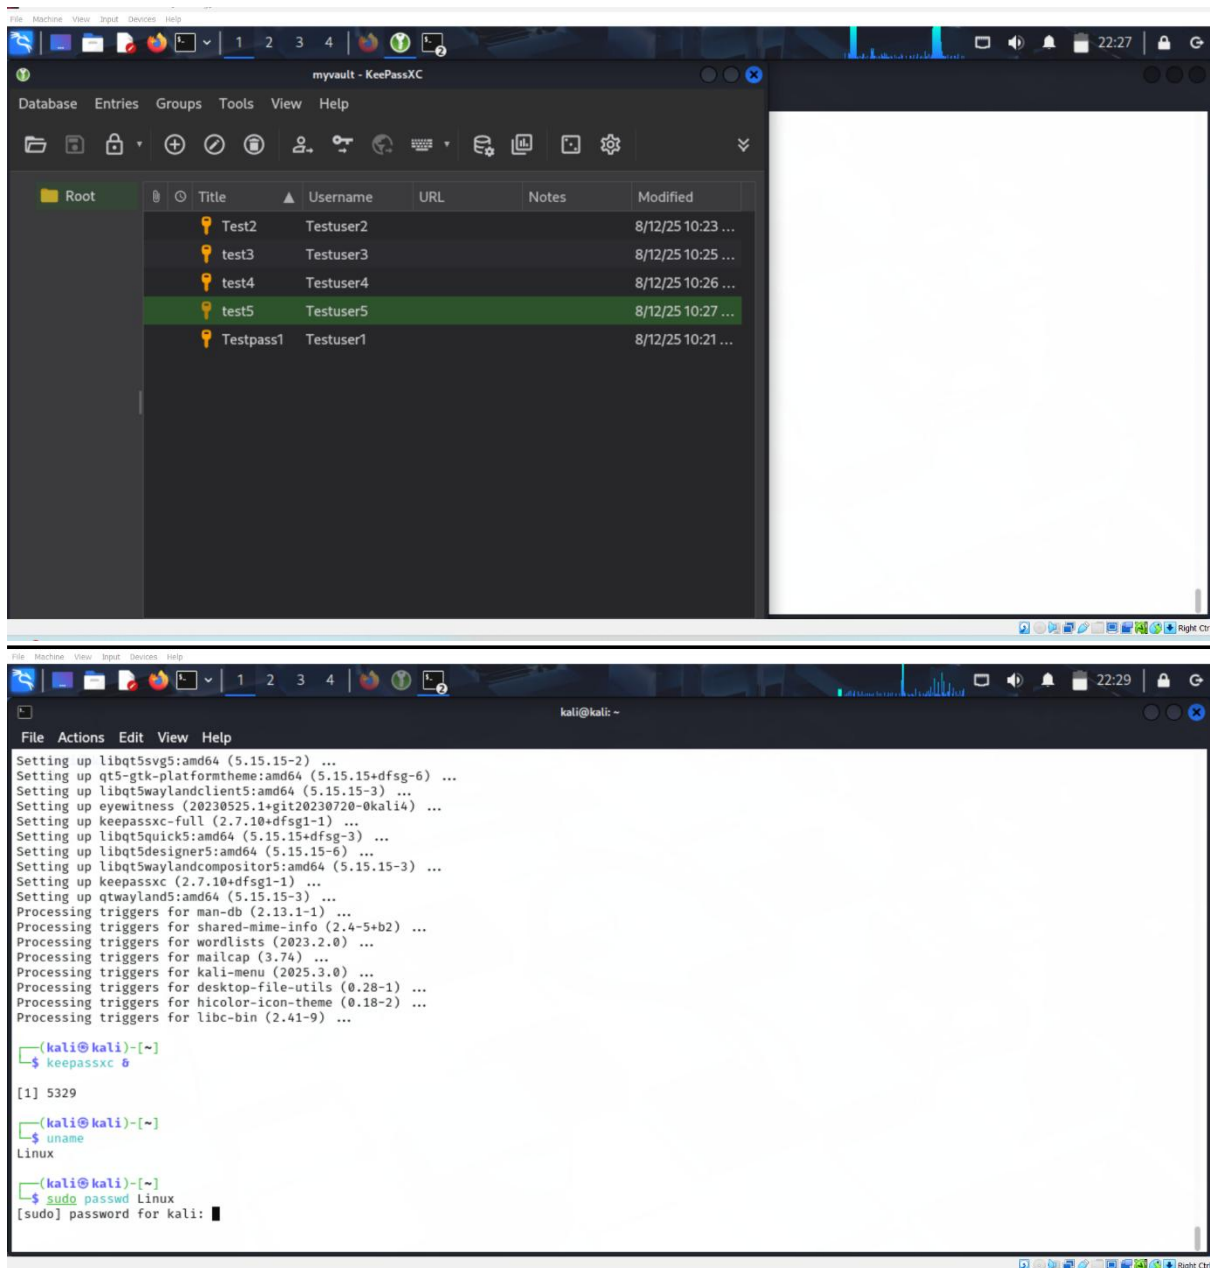 File Machine View Input Devices Help
1 2 3 4 2 22:27
myvault - KeePassXC
Database Entries Groups Tools View Help
Root
Title Username URL Notes Modified
Test2 Testuser2 8/12/25 10:23 ...
test3 Testuser3 8/12/25 10:25 ...
test4 Testuser4 8/12/25 10:26 ...
test5 Testuser5 8/12/25 10:27 ...
Testpass1 Testuser1 8/12/25 10:21 ...
Right Ctr
File Machine View Input Devices Help
1 2 3 4 2 22:29
kali@kali: ~
File Actions Edit View Help
Setting up libqt5svg5:amd64 (5.15.15-2) ...
Setting up qt5-gtk-platformtheme:amd64 (5.15.15+dfsg-6) ...
Setting up libqt5waylandclient5:amd64 (5.15.15-3) ...
Setting up eyewitness (20230525.1+git20230720-0kali4) ...
Setting up keepassxc-full (2.7.10+dfsg1-1) ...
Setting up libqt5quick5:amd64 (5.15.15+dfsg-3) ...
Setting up libqt5designer5:amd64 (5.15.15-6) ...
Setting up libqt5waylandcompositor5:amd64 (5.15.15-3) ...
Setting up keepassxc (2.7.10+dfsg1-1) ...
Setting up qtwayland5:amd64 (5.15.15-3) ...
Processing triggers for man-db (2.13.1-1) ...
Processing triggers for shared-mime-info (2.4-5+b2) ...
Processing triggers for wordlists (2023.2.0) ...
Processing triggers for mailcap (3.74) ...
Processing triggers for kali-menu (2025.3.0) ...
Processing triggers for desktop-file-utils (0.28-1) ...
Processing triggers for hicolor-icon-theme (0.18-2) ...
Processing triggers for libc-bin (2.41-9) ...
┌──(kali㉿kali)-[~]
└─$ keepassxc &
[1] 5329
┌──(kali㉿kali)-[~]
└─$ uname
Linux
┌──(kali㉿kali)-[~]
└─$ sudo passwd Linux
[sudo] password for kali:
Right Ctr